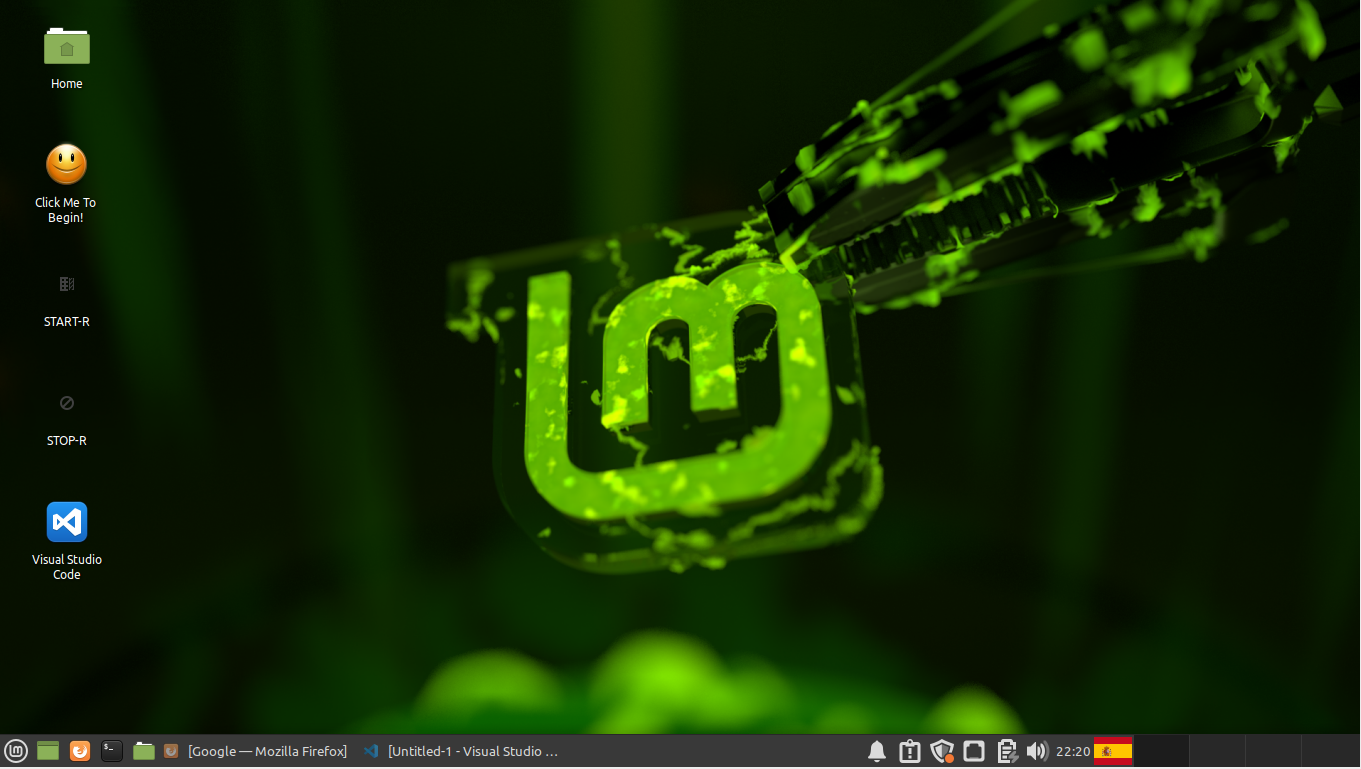 Home
Click Me To
Begin!
START-R
STOP-R
Visual Studio
Code
[Google — Mozilla Firefox]
[Untitled-1 - Visual Studio ...
22:20